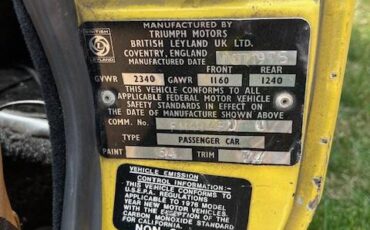 MANUFACTURED BY
TRIUMPH MOTORS
BRITISH LEYLAND UK LTD.
COVENTRY, ENGLAND
MANUFACTURED DATE
FRONT REAR
GVWR 2340 GAWR 1160 1240
THIS VEHICLE CONFORMS TO ALL
APPLICABLE FEDERAL MOTOR VEHICLE
SAFETY STANDARDS IN EFFECT ON
THE DATE OF MANUFACTURE SHOWN ABOVE
COMM. No.
TYPE PASSENGER CAR
PAINT TRIM
VEHICLE EMISSION
CONTROL INFORMATION:-
THIS VEHICLE CONFORMS TO
U.S.E.P.A. REGULATIONS
APPLICABLE TO 1976 MODEL
YEAR NEW MOTOR VEHICLES
WITH THE EXCEPTION OF THE
CARBON MONOXIDE STANDARD
FOR CALIFORNIA.